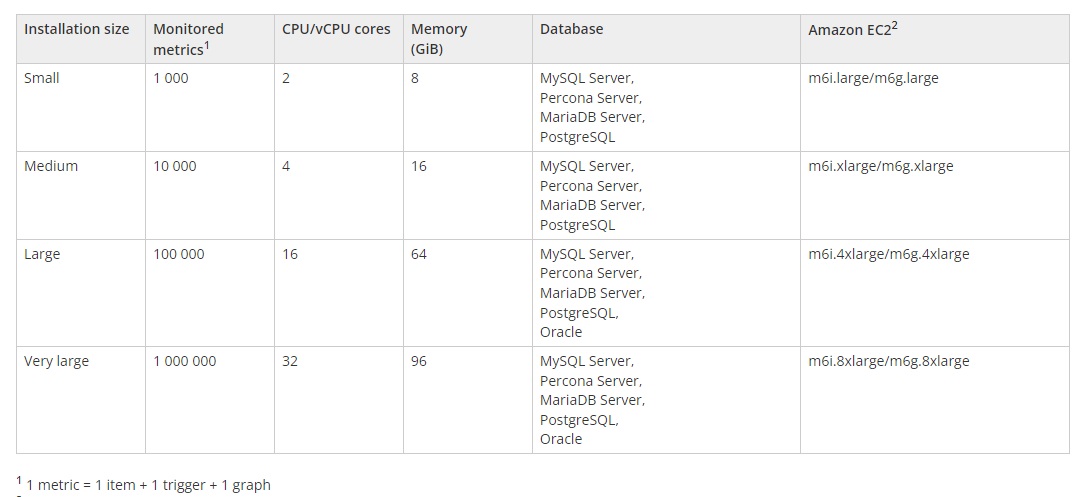 Installation size Monitored metrics1 CPU/vCPU cores Memory (GiB) Database Amazon EC22
Small 1 000 2 8 MySQL Server,
Percona Server,
MariaDB Server,
PostgreSQL m6i.large/m6g.large
Medium 10 000 4 16 MySQL Server,
Percona Server,
MariaDB Server,
PostgreSQL m6i.xlarge/m6g.xlarge
Large 100 000 16 64 MySQL Server,
Percona Server,
MariaDB Server,
PostgreSQL,
Oracle m6i.4xlarge/m6g.4xlarge
Very large 1 000 000 32 96 MySQL Server,
Percona Server,
MariaDB Server,
PostgreSQL,
Oracle m6i.8xlarge/m6g.8xlarge
1 1 metric = 1 item + 1 trigger + 1 graph